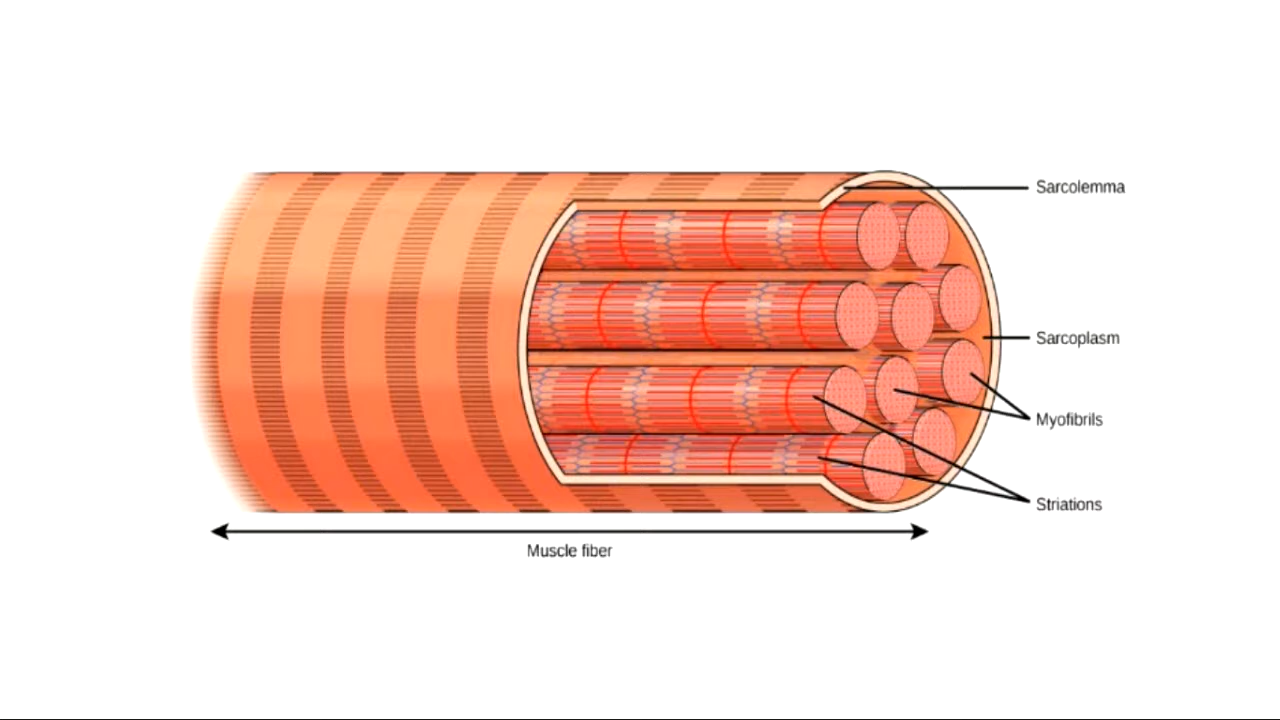 Sarcolemma
Sarcoplasm
Myofibrils
Striations
Muscle fiber